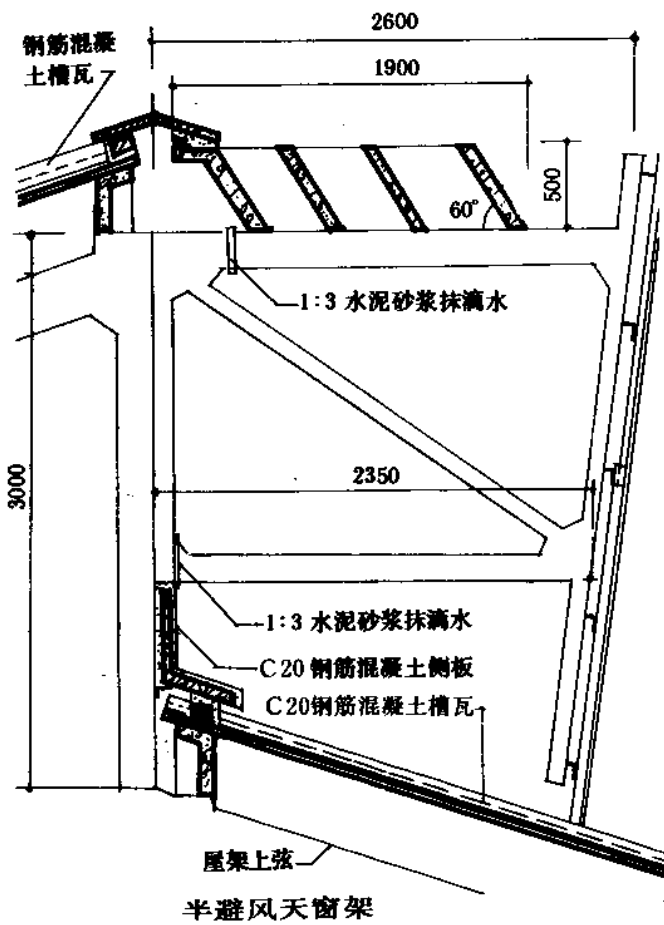 2600
钢筋混凝
土槽瓦
1900
500
60°
1:3 水泥砂浆抹滴水
3000
2350
1:3 水泥砂浆抹滴水
C20 钢筋混凝土侧板
C20钢筋混凝土槽瓦
屋架上弦
半避风天窗架